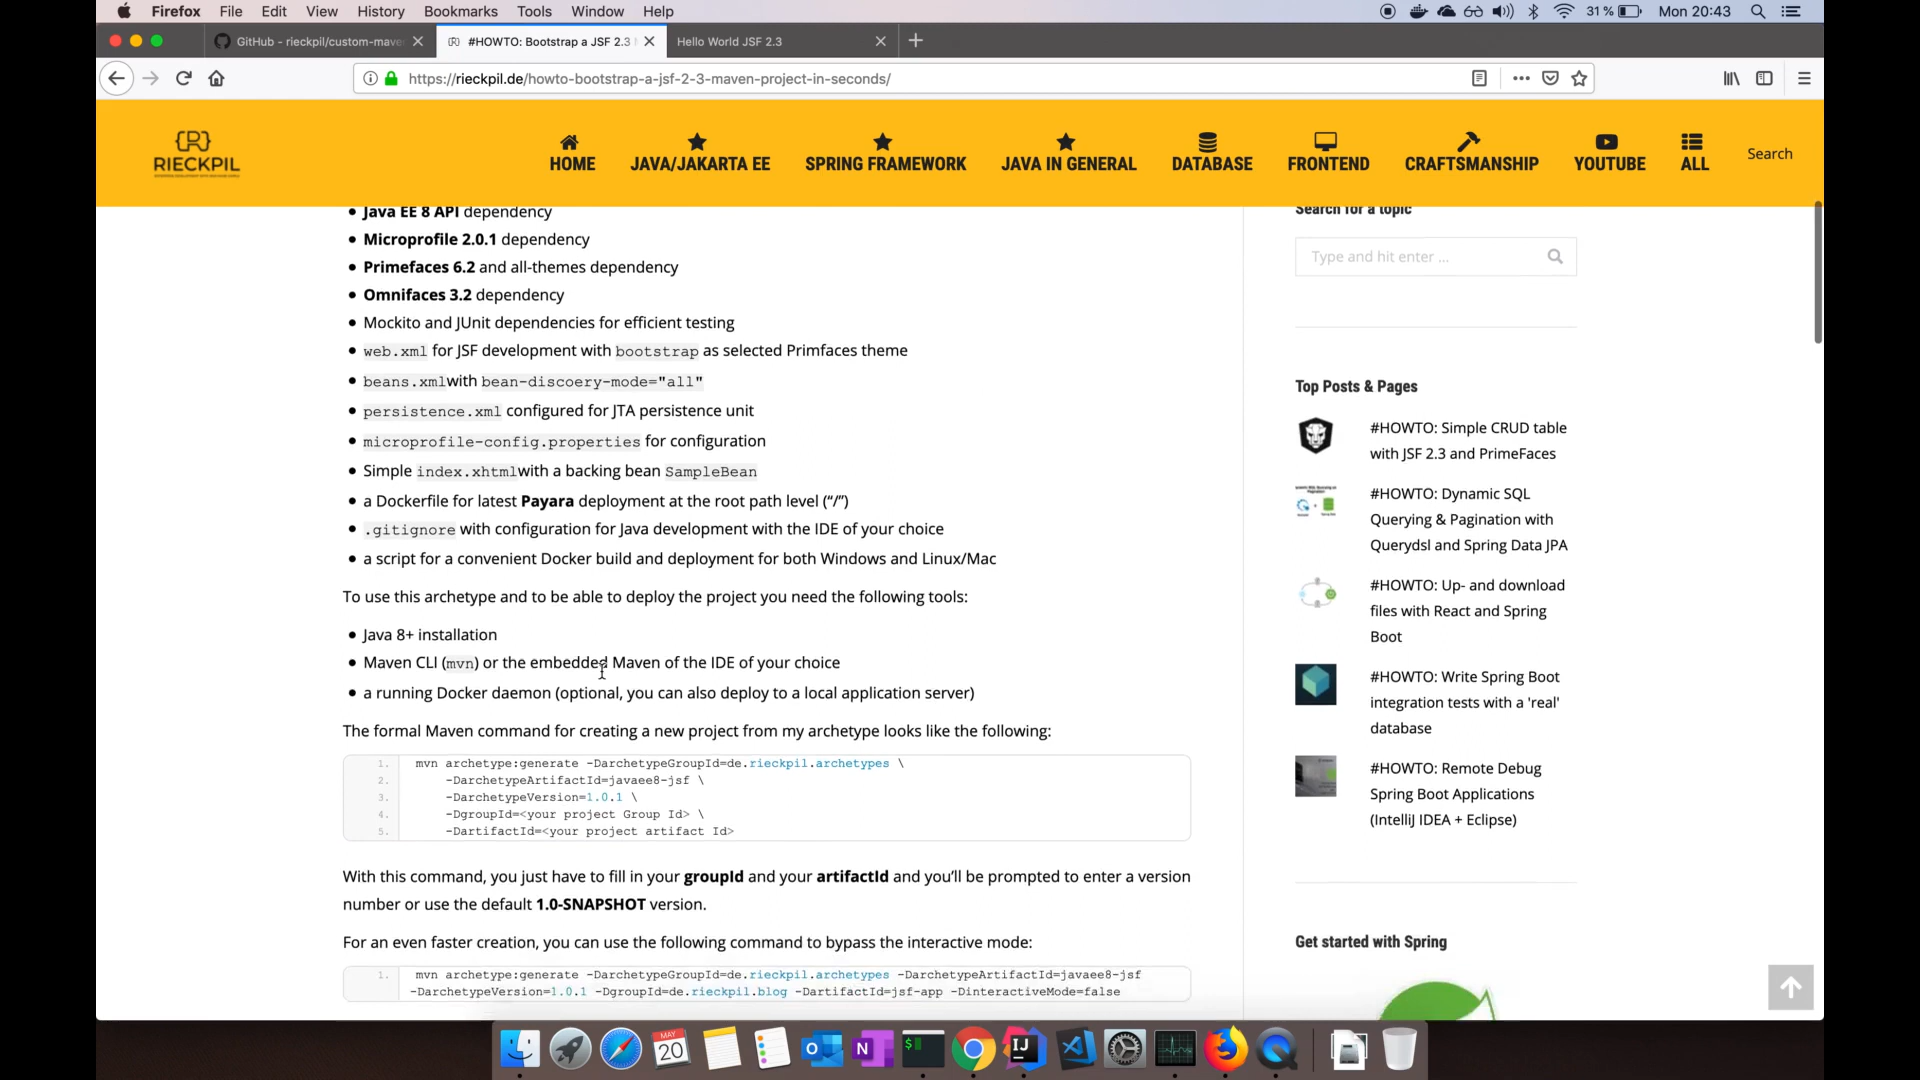 Firefox File Edit View History Bookmarks Tools Window Help 31 % Mon 20:43
GitHub - rieckpil/custom-mave
#HOWTO: Bootstrap a JSF 2.3
Hello World JSF 2.3
https://rieckpil.de/howto-bootstrap-a-jsf-2-3-maven-project-in-seconds/
{R}
RIECKPIL
HOME
JAVA/JAKARTA EE
SPRING FRAMEWORK
JAVA IN GENERAL
DATABASE
FRONTEND
CRAFTSMANSHIP
YOUTUBE
ALL
Search
Java EE 8 API dependency
Microprofile 2.0.1 dependency
Primefaces 6.2 and all-themes dependency
Omnifaces 3.2 dependency
Mockito and JUnit dependencies for efficient testing
web.xml for JSF development with bootstrap as selected Primfaces theme
beans.xmlwith bean-discoery-mode="all"
persistence.xml configured for JTA persistence unit
microprofile-config.properties for configuration
Simple index.xhtmlwith a backing bean SampleBean
a Dockerfile for latest Payara deployment at the root path level (“/”)
.gitignore with configuration for Java development with the IDE of your choice
a script for a convenient Docker build and deployment for both Windows and Linux/Mac
To use this archetype and to be able to deploy the project you need the following tools:
Java 8+ installation
Maven CLI (mvn) or the embedded Maven of the IDE of your choice
a running Docker daemon (optional, you can also deploy to a local application server)
The formal Maven command for creating a new project from my archetype looks like the following:
1. mvn archetype:generate -DarchetypeGroupId=de.rieckpil.archetypes \
2. -DarchetypeArtifactId=javaee8-jsf \
3. -DarchetypeVersion=1.0.1 \
4. -DgroupId=<your project Group Id> \
5. -DartifactId=<your project artifact Id>
With this command, you just have to fill in your groupId and your artifactId and you’ll be prompted to enter a version
number or use the default 1.0-SNAPSHOT version.
For an even faster creation, you can use the following command to bypass the interactive mode:
1. mvn archetype:generate -DarchetypeGroupId=de.rieckpil.archetypes -DarchetypeArtifactId=javaee8-jsf
-DarchetypeVersion=1.0.1 -DgroupId=de.rieckpil.blog -DartifactId=jsf-app -DinteractiveMode=false
Search for a topic
Type and hit enter ...
Top Posts & Pages
#HOWTO: Simple CRUD table
with JSF 2.3 and PrimeFaces
#HOWTO: Dynamic SQL
Querying & Pagination with
Querydsl and Spring Data JPA
#HOWTO: Up- and download
files with React and Spring
Boot
#HOWTO: Write Spring Boot
integration tests with a 'real'
database
#HOWTO: Remote Debug
Spring Boot Applications
(IntelliJ IDEA + Eclipse)
Get started with Spring
MAY
20
IJ